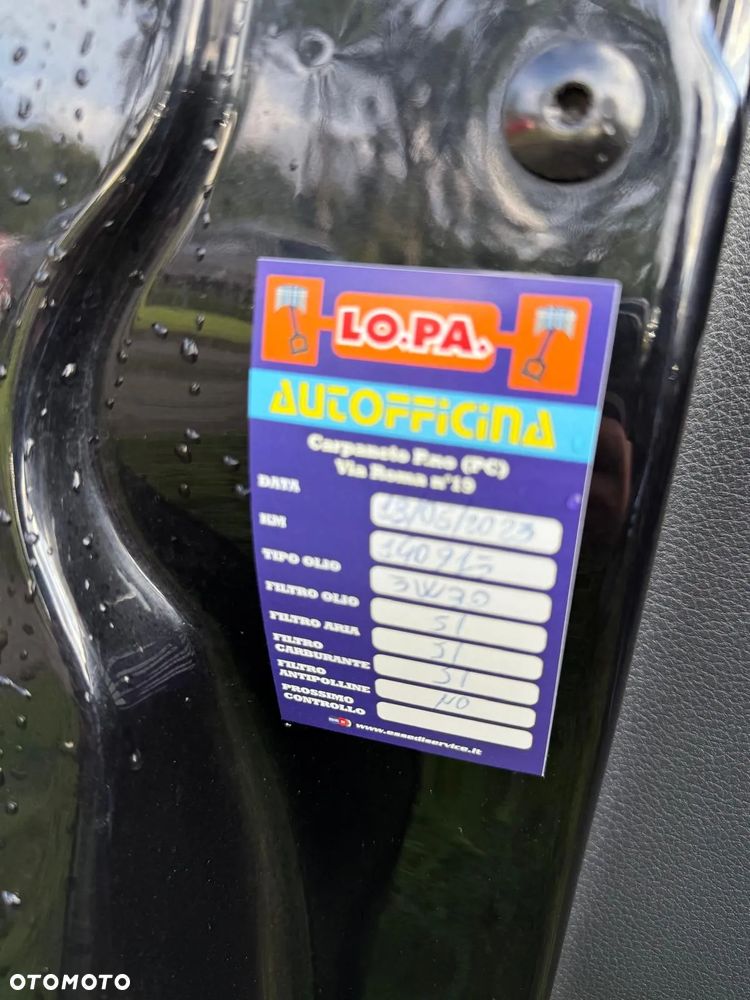 LO.PA.
AUTOFFICINA
Carpaneto P.no (PC)
Via Roma n°19
DATA 13/05/2023
KM 140915
TIPO OLIO
FILTRO OLIO SI
FILTRO ARIA SI
FILTRO CARBURANTE SI
FILTRO ANTIPOLLINE NO
PROSSIMO CONTROLLO
www.essediservice.it
OTOMOTO